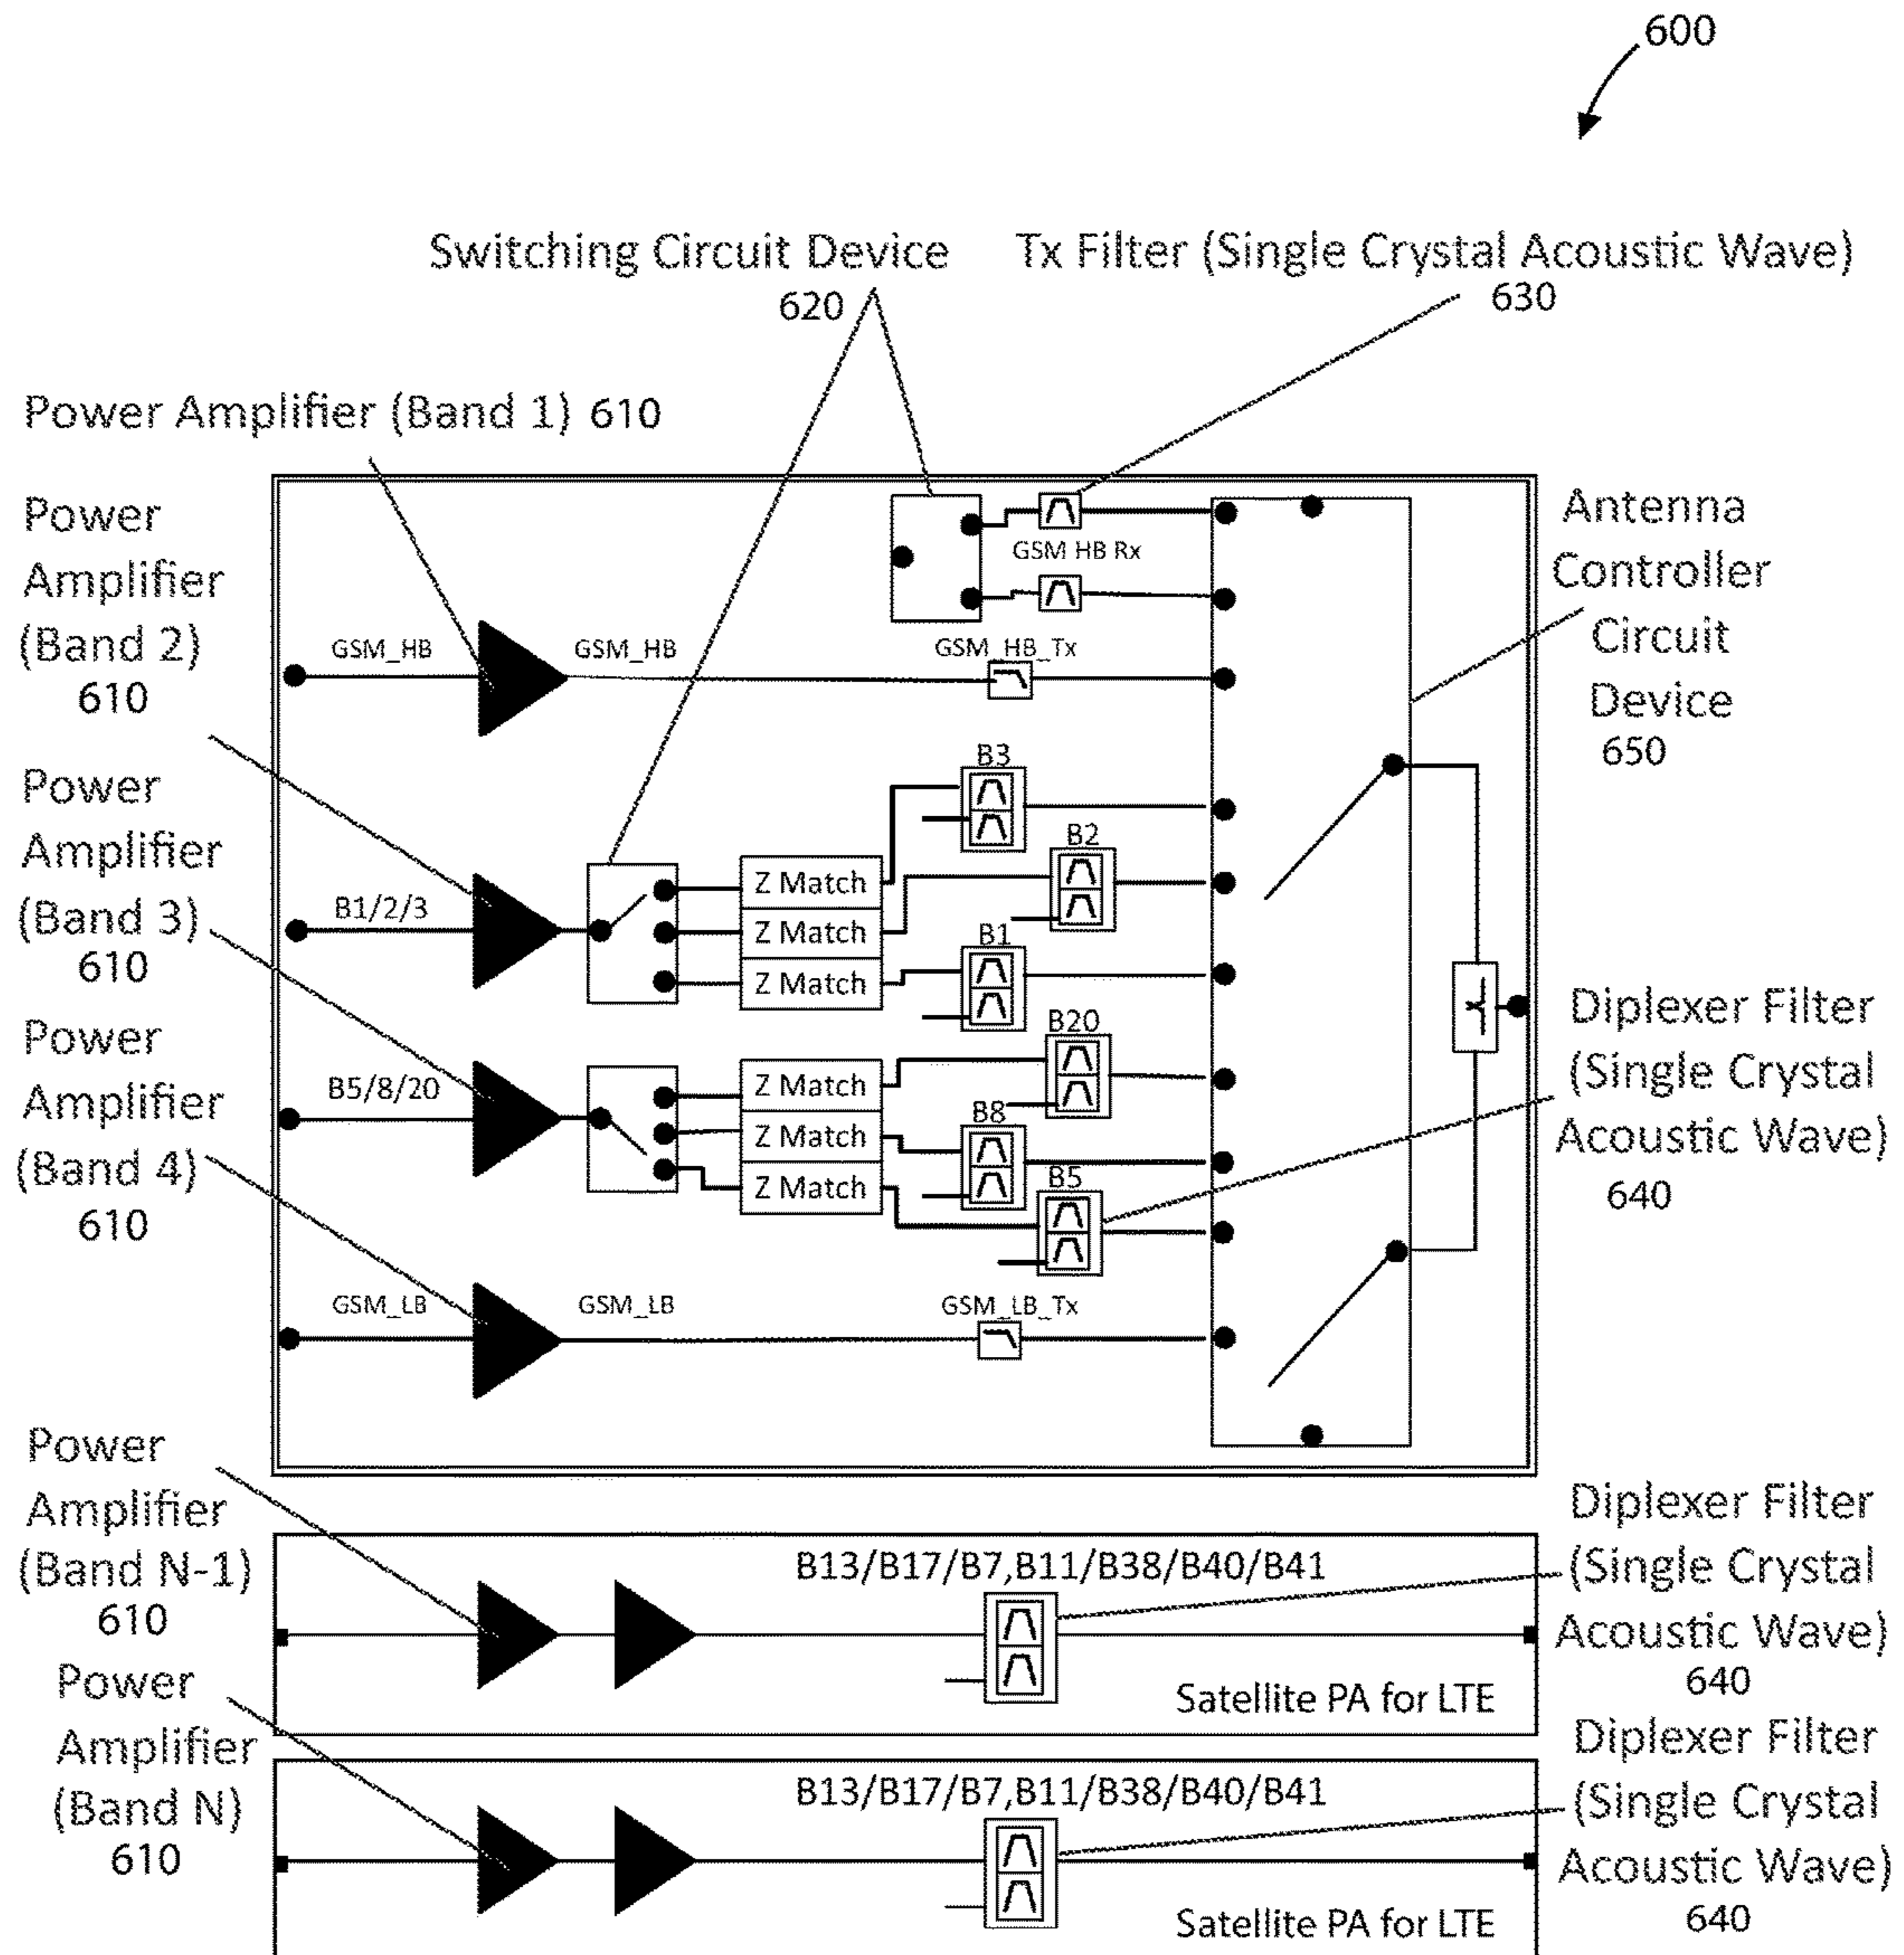 600
Switching Circuit Device
620
Tx Filter (Single Crystal Acoustic Wave)
630
Power Amplifier (Band 1) 610
Power
Amplifier
(Band 2)
610
Power
Amplifier
(Band 3)
610
Power
Amplifier
(Band 4)
610
GSM HB Rx
GSM_HB
GSM_HB
GSM_HB_Tx
B3
B2
B1/2/3
Z Match
Z Match
Z Match
B1
B20
B5/8/20
Z Match
Z Match
Z Match
B8
B5
GSM_LB
GSM_LB
GSM_LB_Tx
Antenna
Controller
Circuit
Device
650
Diplexer Filter
(Single Crystal
Acoustic Wave)
640
Power
Amplifier
(Band N-1)
610
B13/B17/B7,B11/B38/B40/B41
Satellite PA for LTE
Diplexer Filter
(Single Crystal
Acoustic Wave)
640
Power
Amplifier
(Band N)
610
B13/B17/B7,B11/B38/B40/B41
Satellite PA for LTE
Diplexer Filter
(Single Crystal
Acoustic Wave)
640